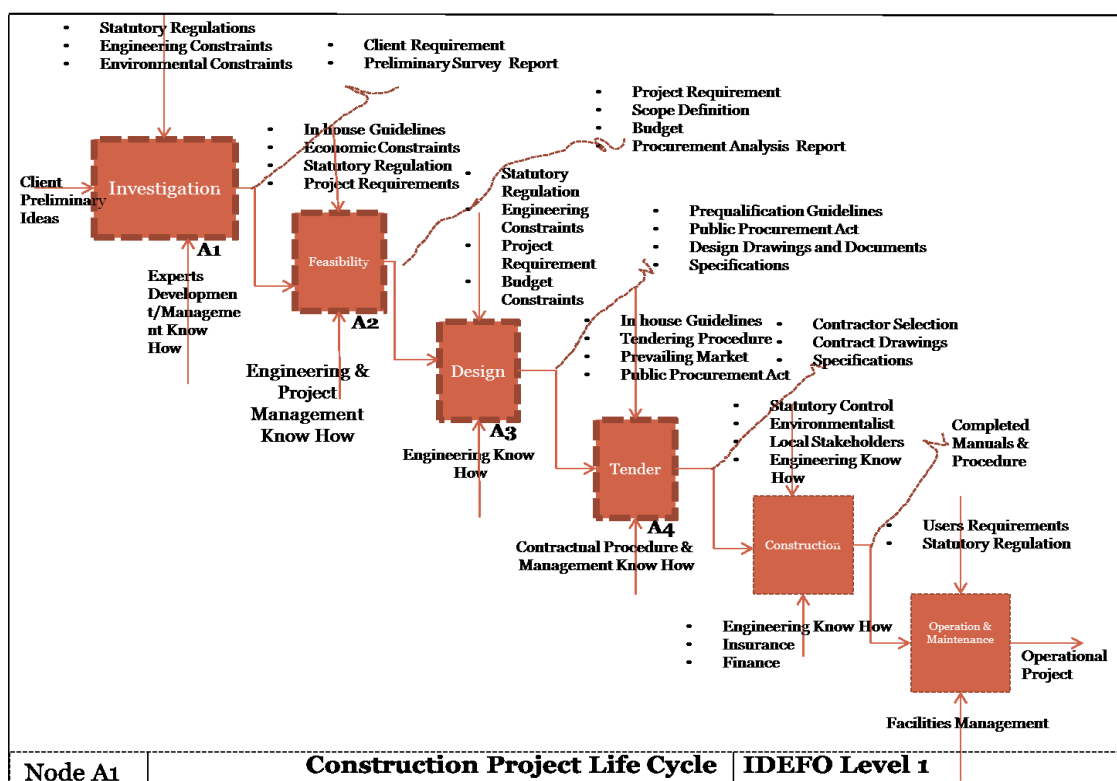 • Statutory Regulations
• Engineering Constraints
• Environmental Constraints
• Client Requirement
• Preliminary Survey Report
• Project Requirement
• Scope Definition
• Budget
• Procurement Analysis Report
• In house Guidelines
• Economic Constraints
• Statutory Regulation
• Project Requirements
Client
Preliminary
Ideas
Investigation
A1
• Statutory
Regulation
• Engineering
Constraints
• Project
Requirement
• Budget
Constraints
• Prequalification Guidelines
• Public Procurement Act
• Design Drawings and Documents
• Specifications
Experts
Developmen
t/Manageme
nt Know
How
Feasibility
A2
Engineering &
Project
Management
Know How
• In house Guidelines
• Tendering Procedure
• Prevailing Market
• Public Procurement Act
• Contractor Selection
• Contract Drawings
• Specifications
Design
A3
Engineering Know
How
• Statutory Control
• Environmentalist
• Local Stakeholders
• Engineering Know
How
Completed
Manuals &
Procedure
Tender
A4
Contractual Procedure &
Management Know How
• Users Requirements
• Statutory Regulation
Construction
• Engineering Know How
• Insurance
• Finance
Operation &
Maintenance
Operational
Project
Facilities Management
Node A1
Construction Project Life Cycle
IDEFO Level 1